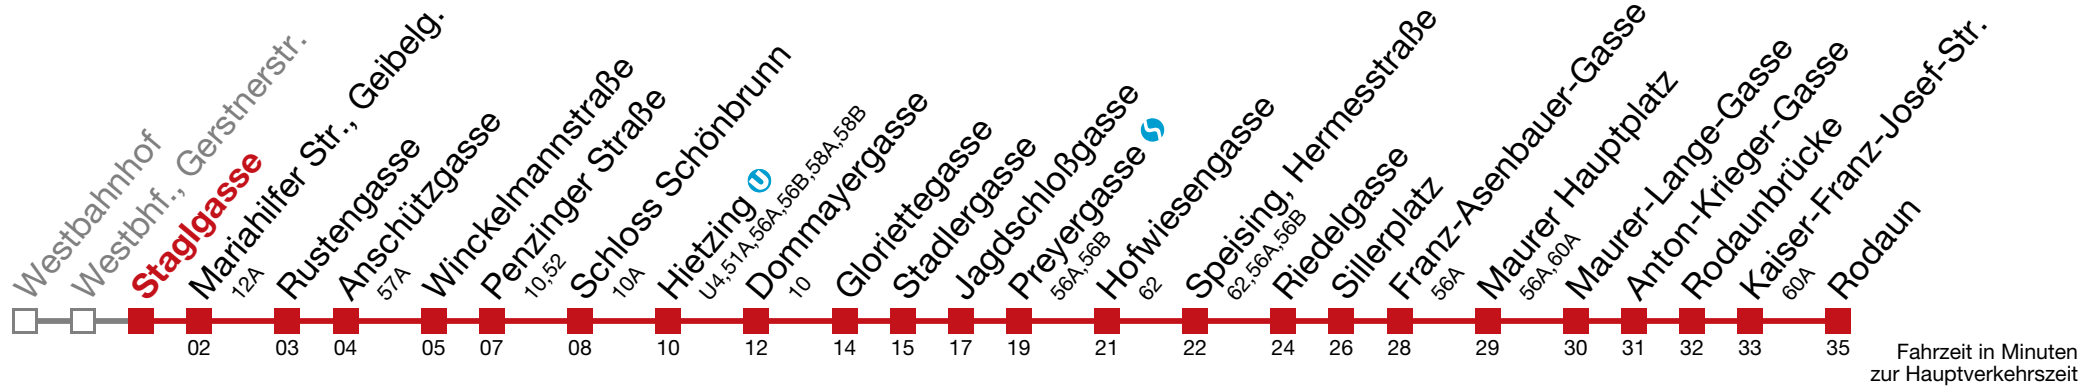 Westbahnhof
Westbhf., Gerstnerstr.
Staglgasse
Mariahilfer Str., Geibelg.
12A
Rustengasse
Anschützgasse
57A
Winckelmannstraße
Penzinger Straße
10,52
Schloss Schönbrunn
10A
Hietzing U
U4,51A,56A,56B,58A,58B
Dommayergasse
10
Gloriettegasse
Stadlergasse
Jagdschloßgasse
Preyergasse S
56A,56B
Hofwiesengasse
62
Speising, Hermesstraße
62,56A,56B
Riedelgasse
Sillerplatz
Franz-Asenbauer-Gasse
56A
Maurer Hauptplatz
56A,60A
Maurer-Lange-Gasse
Anton-Krieger-Gasse
Rodaunbrücke
Kaiser-Franz-Josef-Str.
60A
Rodaun
02 03 04 05 07 08 10 12 14 15 17 19 21 22 24 26 28 29 30 31 32 33 35
Fahrzeit in Minuten
zur Hauptverkehrszeit